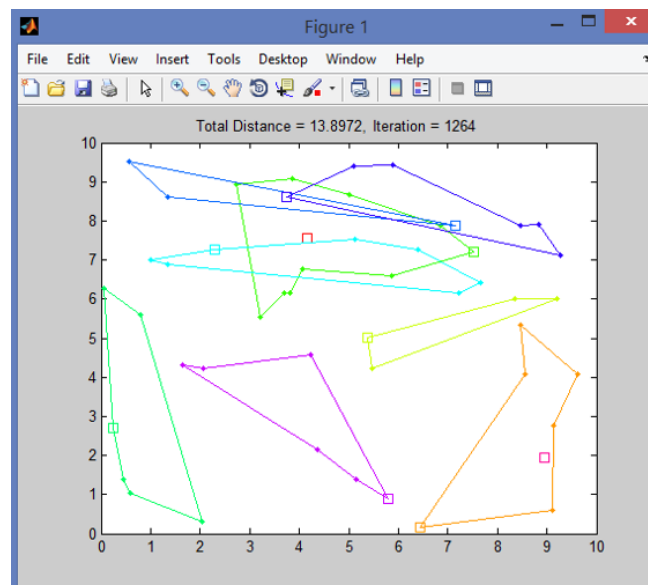 Figure 1
File Edit View Insert Tools Desktop Window Help
Total Distance = 13.8972, Iteration = 1264
10
9
8
7
6
5
4
3
2
1
0
0 1 2 3 4 5 6 7 8 9 10